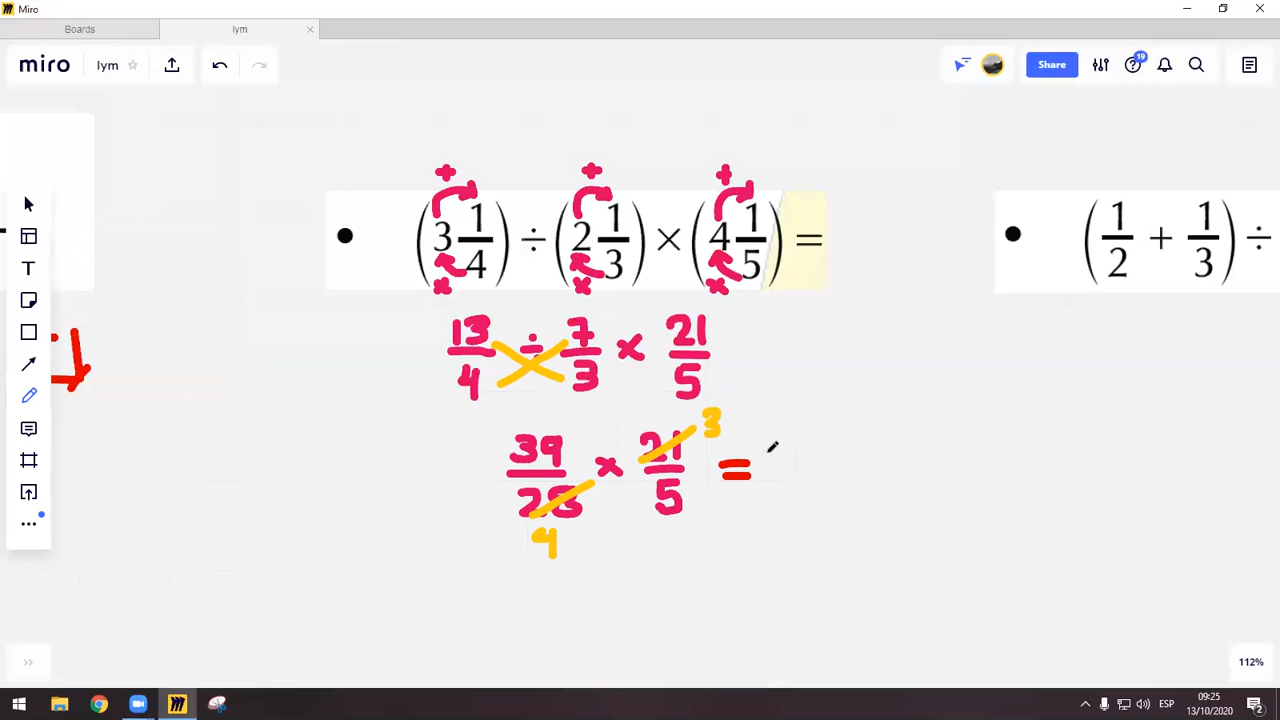 Miro
Boards
lym
miro lym
Share
19
• (3 1/4) ÷ (2 1/3) × (4 1/5) =
• (1/2 + 1/3) ÷
+ + +
x x x
13/4 ÷ 7/3 x 21/5
39/28 x 21/5 =
3
4
T
112%
ESP
09:25
13/10/2020
2